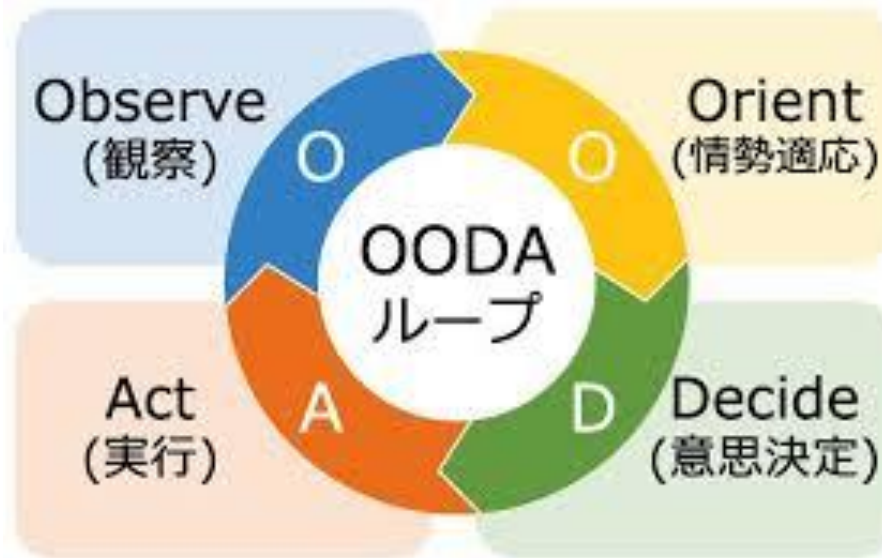 Observe
(観察)
Orient
(情勢適応)
O
O
OODA
ループ
A
D
Act
(実行)
Decide
(意思決定)